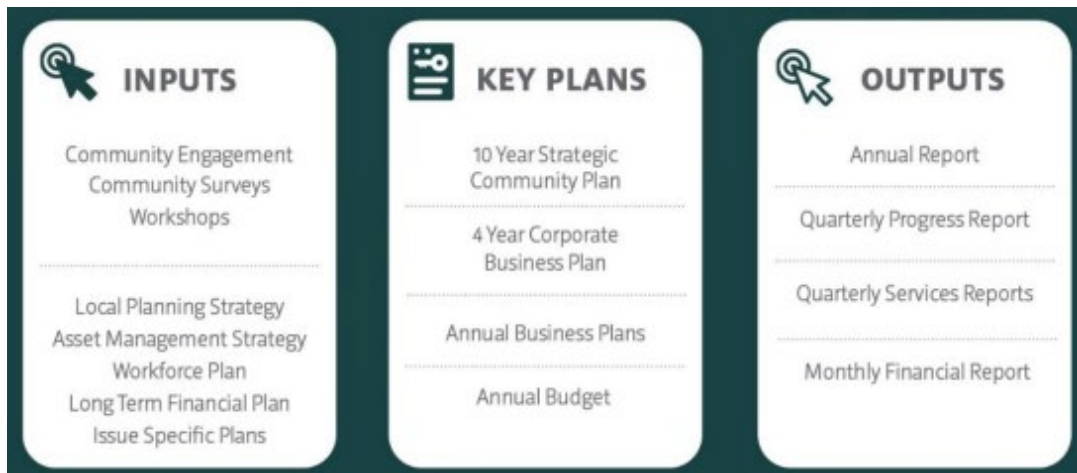 INPUTS
Community Engagement
Community Surveys
Workshops
Local Planning Strategy
Asset Management Strategy
Workforce Plan
Long Term Financial Plan
Issue Specific Plans
KEY PLANS
10 Year Strategic
Community Plan
4 Year Corporate
Business Plan
Annual Business Plans
Annual Budget
OUTPUTS
Annual Report
Quarterly Progress Report
Quarterly Services Reports
Monthly Financial Report